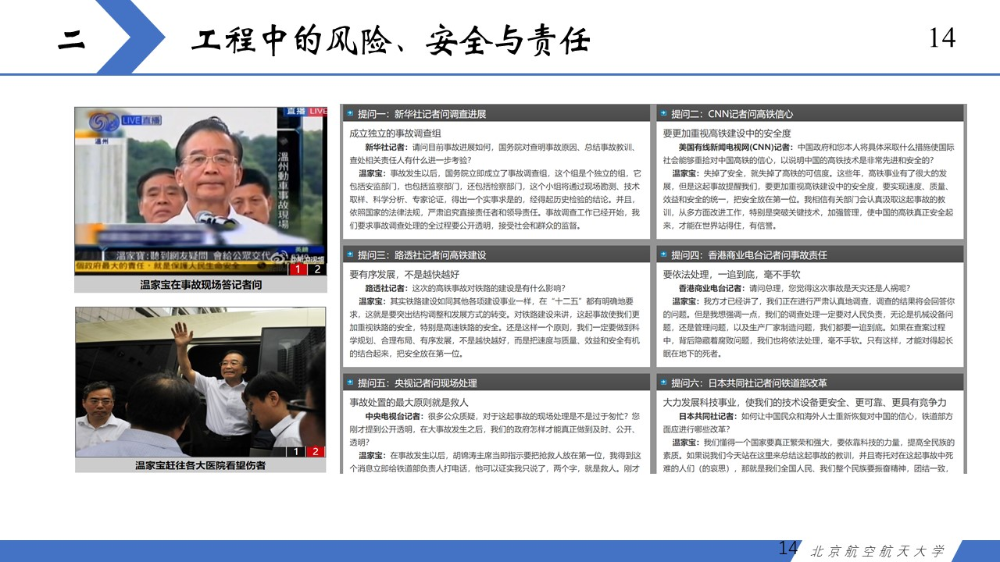 二
工程中的风险、安全与责任
14
LIVE直播
温州
直播 LIVE
溫州動車事故現場
溫家寶:聽到網友疑問 會給公眾交代
個政府最大的責任,就是保護人民生命安全
1 2
温家宝在事故现场答记者问
1 2
温家宝赶往各大医院看望伤者
提问一：新华社记者问调查进展
成立独立的事故调查组
新华社记者：请问目前事故进展如何，国务院对查明事故原因、总结事故教训、
查处相关责任人有什么进一步考验？
温家宝：事故发生以后，国务院立即成立了事故调查组，这个组是个独立的组，它
包括安监部门，也包括监察部门，还包括检察部门，这个小组将通过现场勘测、技术
取样、科学分析、专家论证，得出一个实事求是的，经得起历史检验的结论。并且，
依照国家的法律法规，严肃追究直接责任者和领导责任。事故调查工作已经开始，我
们要求事故调查处理的全过程要公开透明，接受社会和群众的监督。
提问二：CNN记者问高铁信心
要更加重视高铁建设中的安全度
美国有线新闻电视网(CNN)记者：中国政府和您本人将具体采取什么措施使国际
社会能够重拾对中国高铁的信心，以说明中国的高铁技术是非常先进和安全的？
温家宝：失掉了安全，就失掉了高铁的可信度。这些年，高铁事业有了很大的发
展，但是这起事故提醒我们，要更加重视高铁建设中的安全度，要实现速度、质量、
效益和安全的统一，把安全放在第一位。我相信有关部门会认真汲取这起事故的教
训，从多方面改进工作，特别是突破关键技术，加强管理，使中国的高铁真正安全起
来，才能在世界站得住，有信誉。
提问三：路透社记者问高铁建设
要有序发展，不是越快越好
路透社记者：这次的高铁事故对铁路的建设是有什么影响？
温家宝：其实铁路建设如同其他各项建设事业一样，在“十二五”都有明确地要
求，这就是要突出结构调整和发展方式的转变。对铁路建设来讲，这起事故使我们更
加重视铁路的安全，特别是高速铁路的安全。还是这样一个原则，我们一定要做到科
学规划、合理布局、有序发展，不是越快越好，而是把速度与质量、效益和安全有机
的结合起来，把安全放在第一位。
提问四：香港商业电台记者问事故责任
要依法处理，一追到底，毫不手软
香港商业电台记者：请问总理，您觉得这次事故是天灾还是人祸呢？
温家宝：我方才已经讲了，我们正在进行严肃认真地调查，调查的结果将会回答你
的问题。但是我想强调一点，我们的调查处理一定要对人民负责，无论是机械设备问
题，还是管理问题，以及生产厂家制造问题，我们都要一追到底。如果在查案过程
中，背后隐藏着腐败问题，我们也将依法处理，毫不手软。只有这样，才能对得起长
眠在地下的死者。
提问五：央视记者问现场处理
事故处置的最大原则就是救人
中央电视台记者：很多公众质疑，对于这起事故的现场处理是不是过于匆忙？您
刚才提到公开透明，在大事故发生之后，我们的政府怎样才能真正做到及时、公开、
透明？
温家宝：在事故发生以后，胡锦涛主席当即指示要把抢救人放在第一位，我得到这
个消息立即给铁道部负责人打电话，他可以证实我只说了，两个字，就是救人。刚才
提问六：日本共同社记者问铁道部改革
大力发展科技事业，使我们的技术设备更安全、更可靠、更具有竞争力
日本共同社记者：如何让中国民众和海外人士重新恢复对中国的信心，铁道部方
面应进行哪些改革？
温家宝：我们懂得一个国家要真正繁荣和强大，要依靠科技的力量，提高全民族的
素质。如果说我们今天站在这里来总结这起事故的教训，并且寄托对在这起事故中死
难的人们（的哀思），那就是我们全国人民、我们整个民族要振奋精神，团结一致，
14
北京航空航天大学